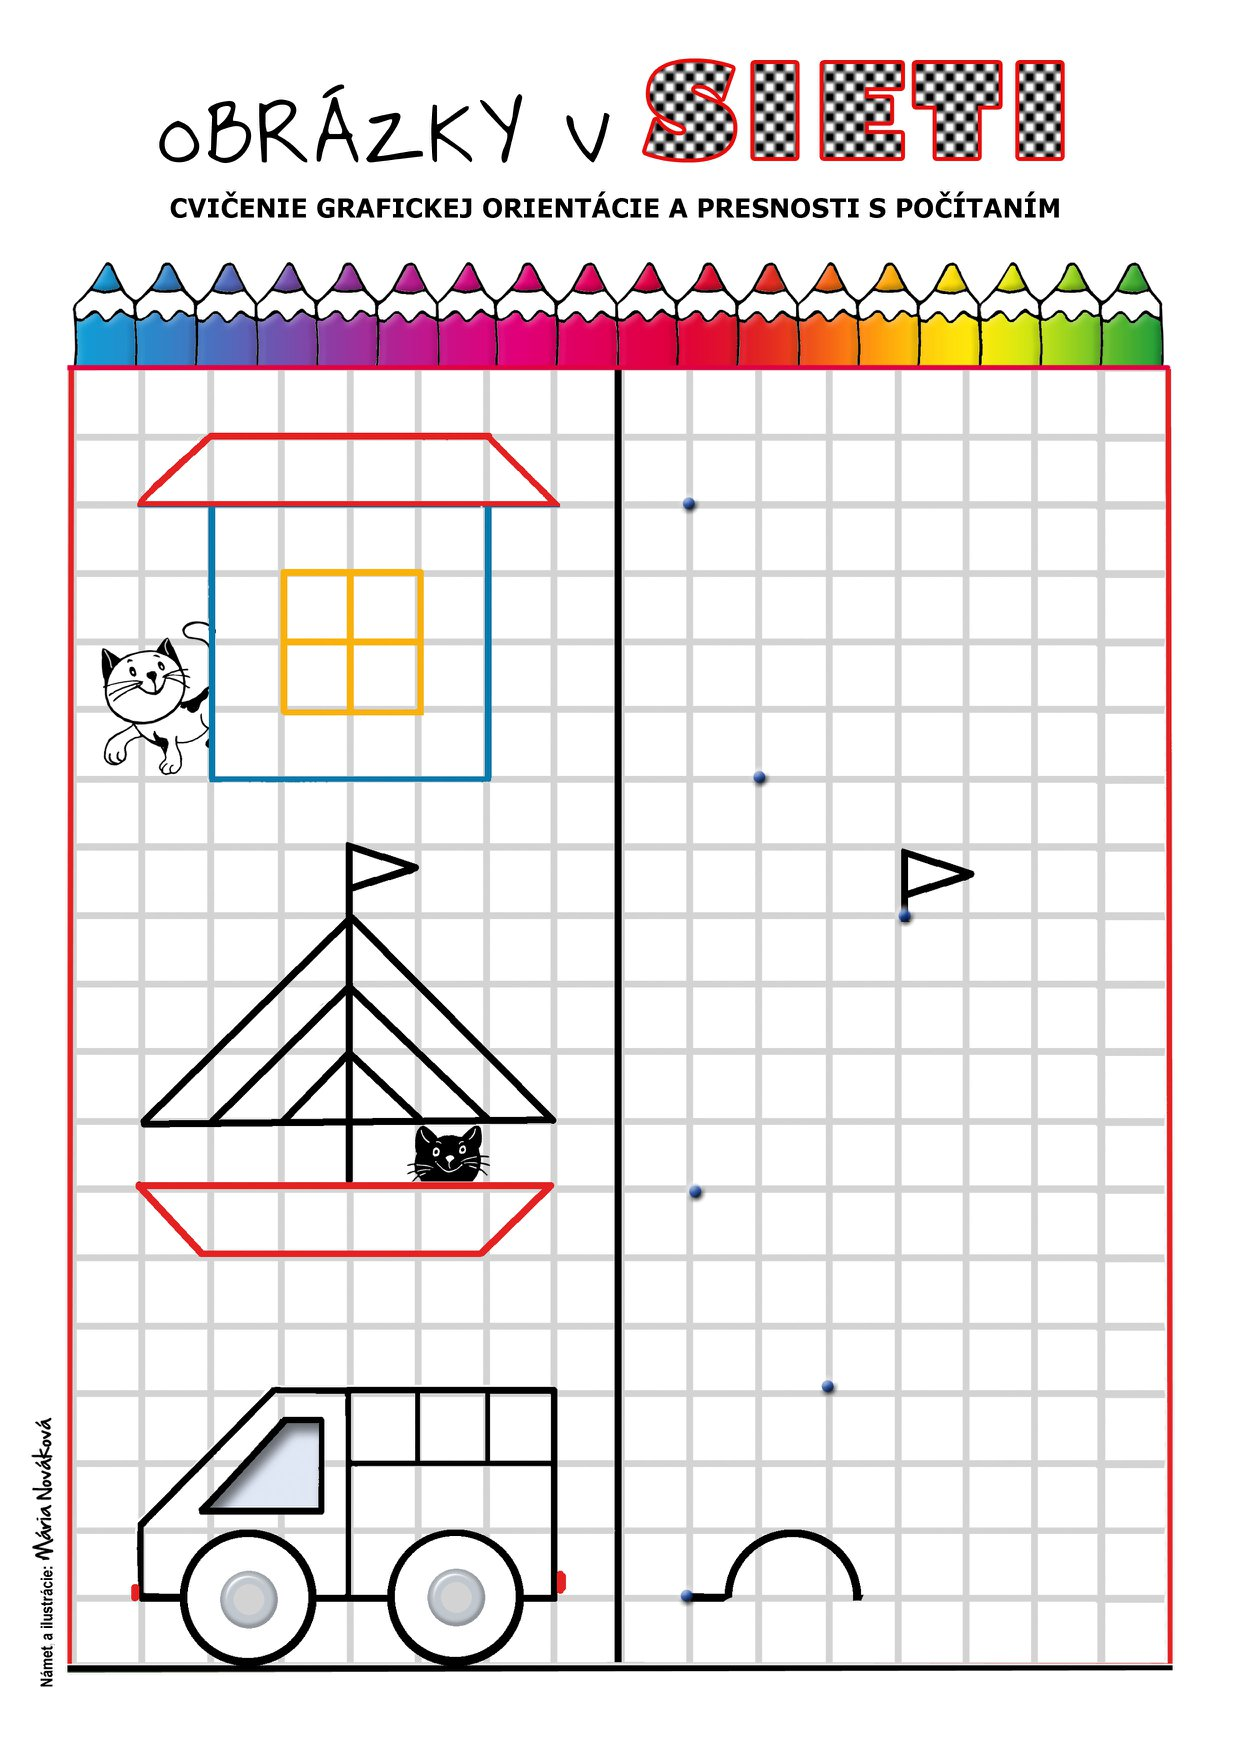 OBRÁZKY V SIETI
CVIČENIE GRAFICKEJ ORIENTÁCIE A PRESNOSTI S POČÍTANÍM
Námet a ilustrácie: Mária Nováková